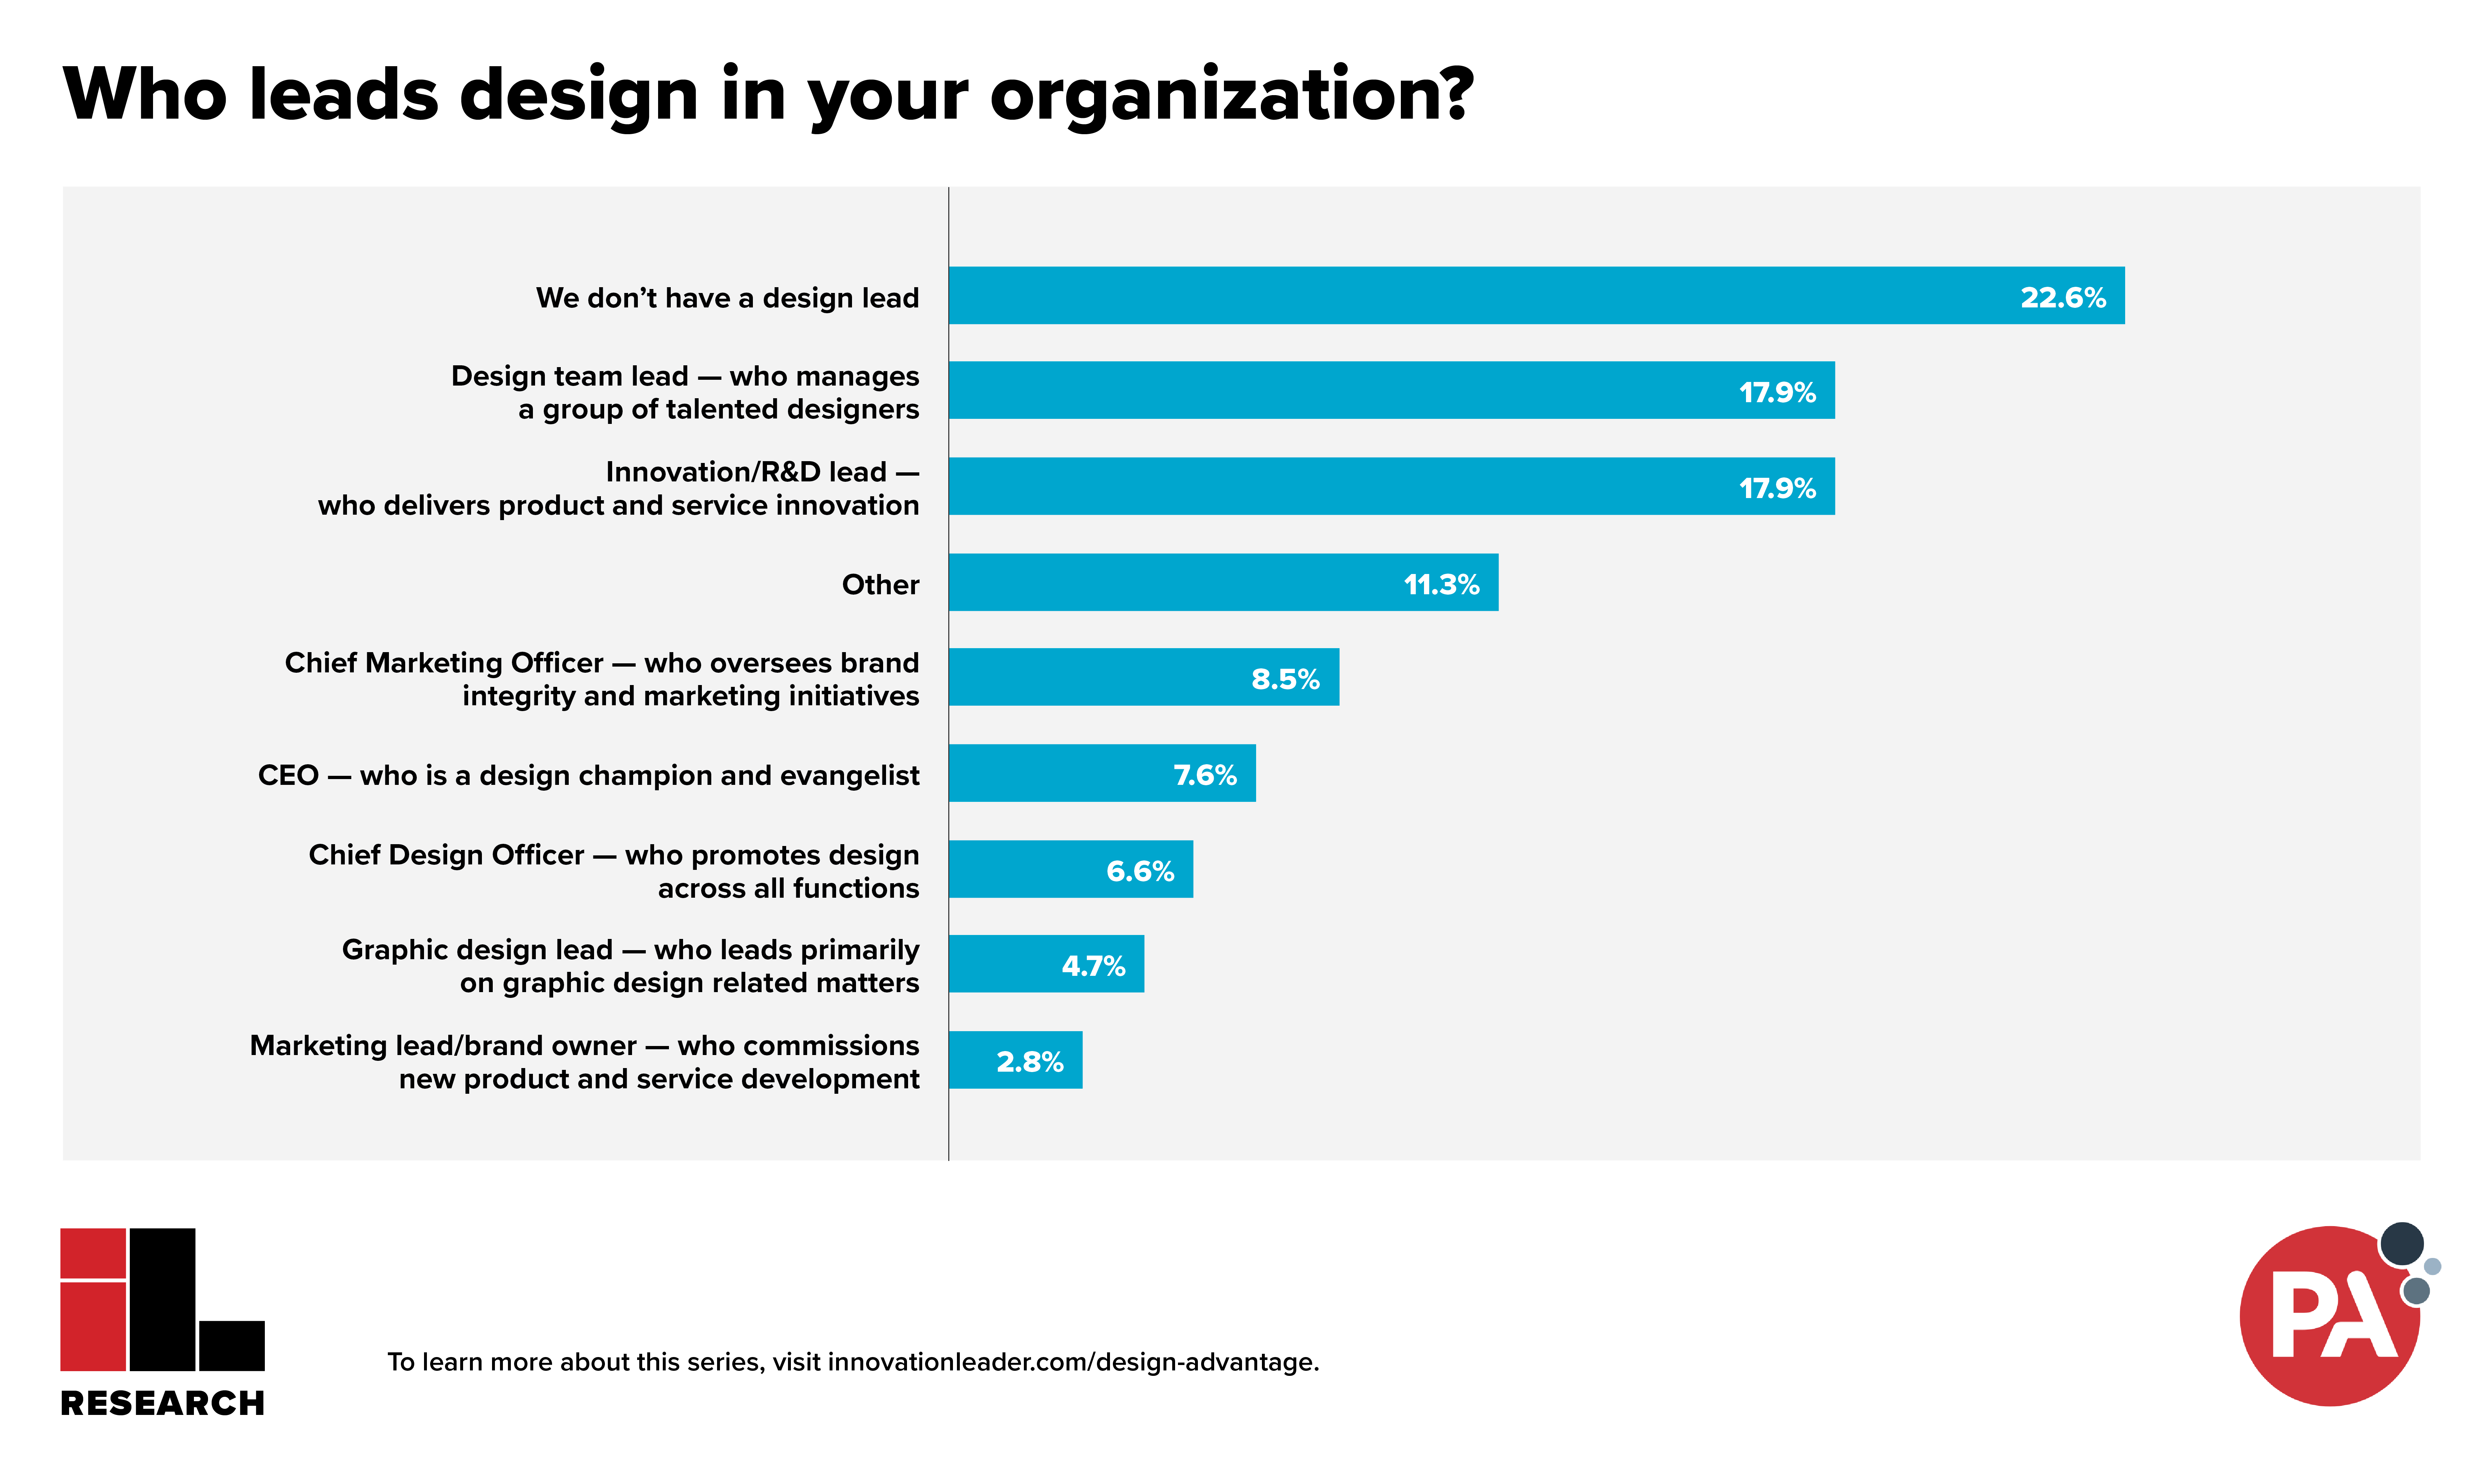 Who leads design in your organization?
We don’t have a design lead
22.6%
Design team lead — who manages
a group of talented designers
17.9%
Innovation/R&D lead —
who delivers product and service innovation
17.9%
Other
11.3%
Chief Marketing Officer — who oversees brand
integrity and marketing initiatives
8.5%
CEO — who is a design champion and evangelist
7.6%
Chief Design Officer — who promotes design
across all functions
6.6%
Graphic design lead — who leads primarily
on graphic design related matters
4.7%
Marketing lead/brand owner — who commissions
new product and service development
2.8%
iL
RESEARCH
To learn more about this series, visit innovationleader.com/design-advantage.
PA